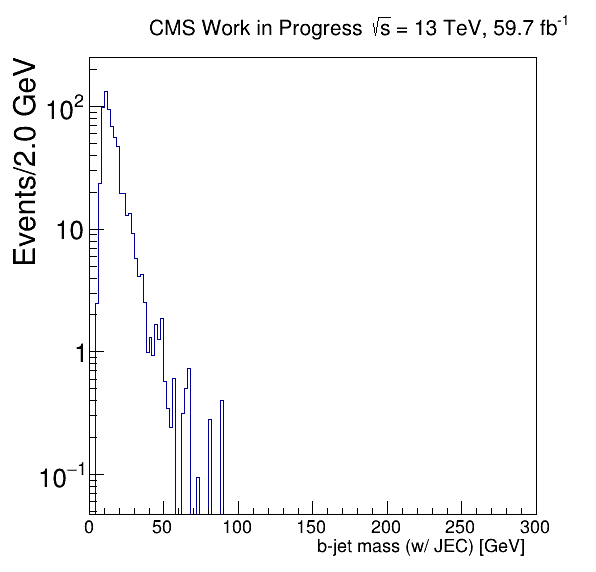 CMS Work in Progress √s = 13 TeV, 59.7 fb⁻¹
Events/2.0 GeV
10²
10
1
10⁻¹
0 50 100 150 200 250 300
b-jet mass (w/ JEC) [GeV]